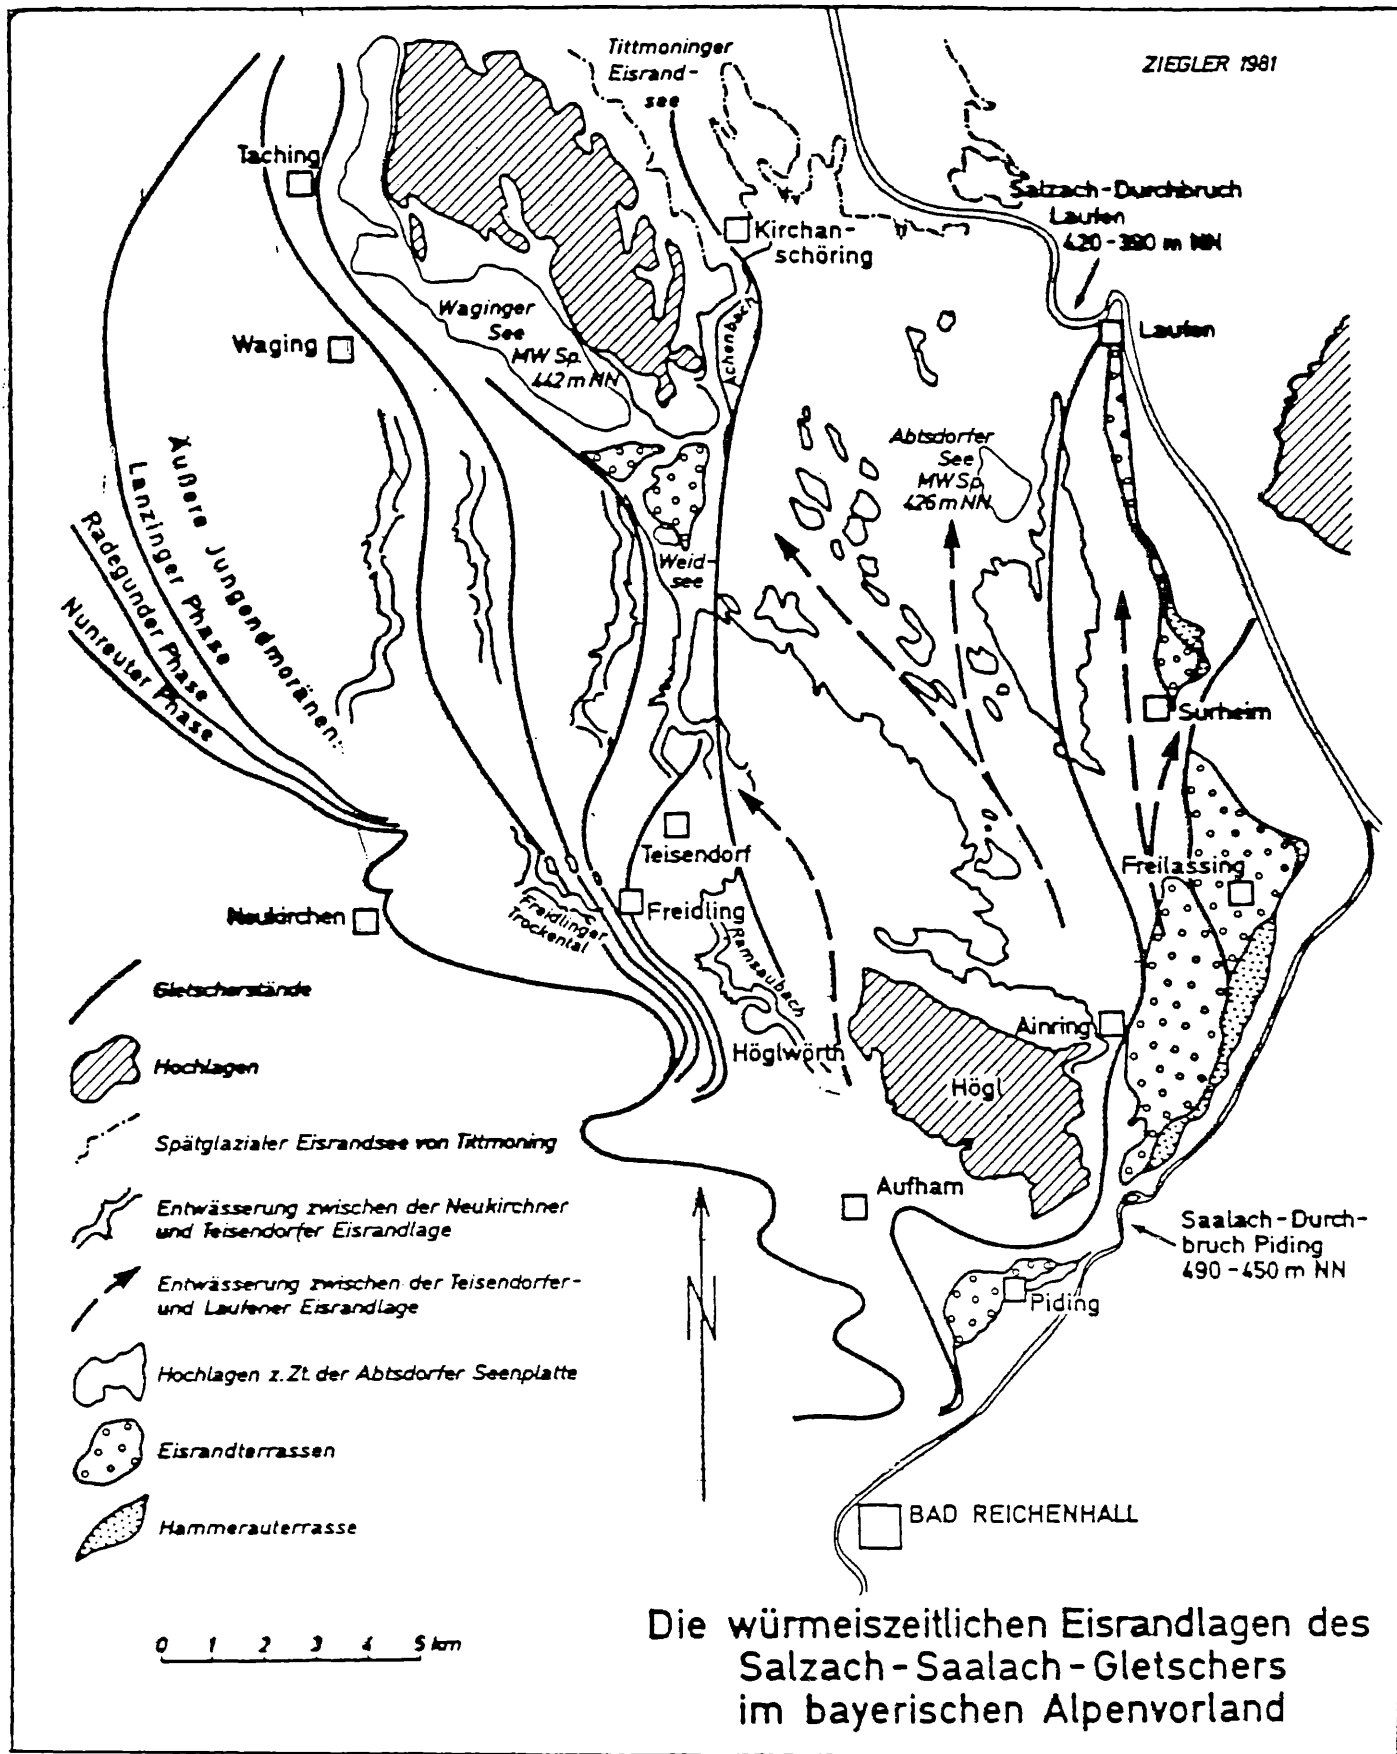 Tittmoninger
Eisrand-
see
ZIEGLER 1981
Taching
Salzach-Durchbruch
Laufen
420-390 m NN
Kirchan-
schöring
Waginger
See
MW Sp.
442 m NN
Achenbach
Laufen
Waging
Abtsdorfer
See
MW Sp.
426 m NN
Äußere Jungendmoränen:
Lanzinger Phase
Radegunder Phase
Nunreuter Phase
Weid-
see
Surheim
Teisendorf
Freilassing
Neukirchen
Freidling
Freidlinger
Trockental
Ramsaubach
Ainring
Höglwörth
Högl
Aufham
Saalach-Durch-
bruch Piding
490-450 m NN
Piding
N
BAD REICHENHALL
Gletscherstände
Hochlagen
Spätglazialer Eisrandsee von Tittmoning
Entwässerung zwischen der Neukirchner
und Teisendorfer Eisrandlage
Entwässerung zwischen der Teisendorfer-
und Laufener Eisrandlage
Hochlagen z. Zt. der Abtsdorfer Seenplatte
Eisrandterrassen
Hammerauterrasse
0 1 2 3 4 5 km
Die würmeiszeitlichen Eisrandlagen des
Salzach-Saalach-Gletschers
im bayerischen Alpenvorland